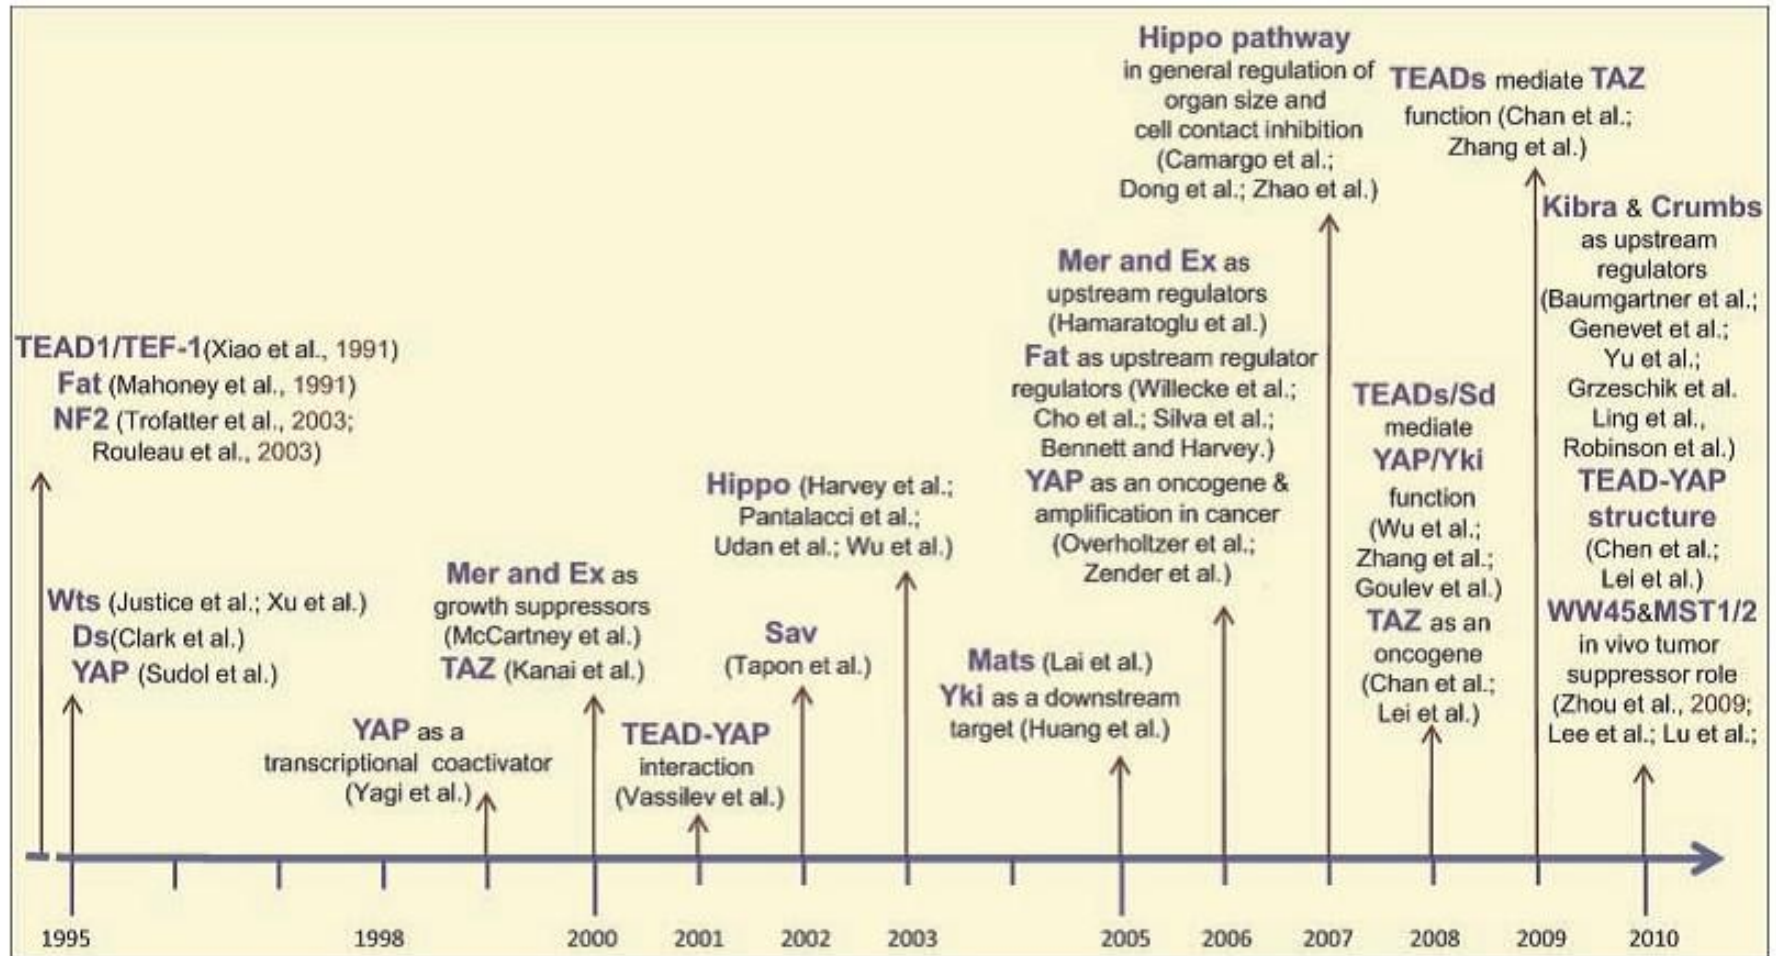 TEAD1/TEF-1(Xiao et al., 1991)
Fat (Mahoney et al., 1991)
NF2 (Trofatter et al., 2003;
Rouleau et al., 2003)
Wts (Justice et al.; Xu et al.)
Ds(Clark et al.)
YAP (Sudol et al.)
YAP as a
transcriptional coactivator
(Yagi et al.)
Mer and Ex as
growth suppressors
(McCartney et al.)
TAZ (Kanai et al.)
TEAD-YAP
interaction
(Vassilev et al.)
Sav
(Tapon et al.)
Hippo (Harvey et al.;
Pantalacci et al.;
Udan et al.; Wu et al.)
Mats (Lai et al.)
Yki as a downstream
target (Huang et al.)
Mer and Ex as
upstream regulators
(Hamaratoglu et al.)
Fat as upstream regulator
regulators (Willecke et al.;
Cho et al.; Silva et al.;
Bennett and Harvey.)
YAP as an oncogene &
amplification in cancer
(Overholtzer et al.;
Zender et al.)
Hippo pathway
in general regulation of
organ size and
cell contact inhibition
(Camargo et al.;
Dong et al.; Zhao et al.)
TEADs/Sd
mediate
YAP/Yki
function
(Wu et al.;
Zhang et al.;
Goulev et al.)
TAZ as an
oncogene
(Chan et al.;
Lei et al.)
TEADs mediate TAZ
function (Chan et al.;
Zhang et al.)
Kibra & Crumbs
as upstream
regulators
(Baumgartner et al.;
Genevet et al.;
Yu et al.;
Grzeschik et al.
Ling et al.,
Robinson et al.)
TEAD-YAP
structure
(Chen et al.;
Lei et al.)
WW45&MST1/2
in vivo tumor
suppressor role
(Zhou et al., 2009;
Lee et al.; Lu et al.;
1995 1998 2000 2001 2002 2003 2005 2006 2007 2008 2009 2010